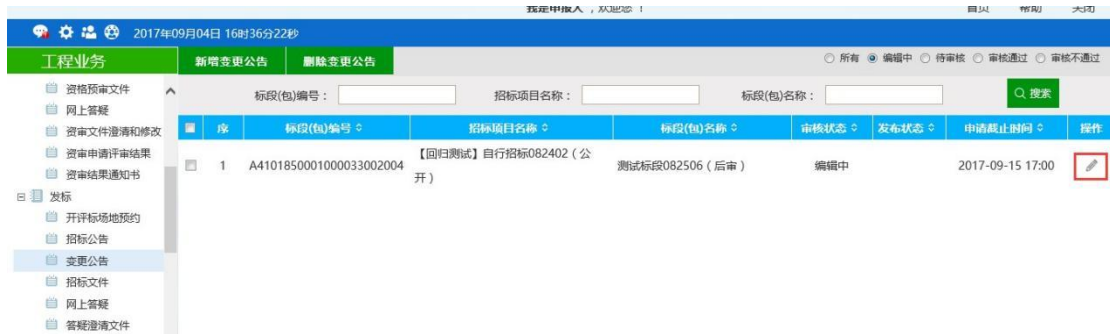 我是申报人，欢迎您！ 首页 帮助 关闭
2017年09月04日 16时36分22秒
工程业务 新增变更公告 删除变更公告 所有 编辑中 待审核 审核通过 审核不通过
资格预审文件
标段(包)编号： 招标项目名称： 标段(包)名称： 搜索
网上答疑
资审文件澄清和修改
序 标段(包)编号 招标项目名称 标段(包)名称 审核状态 发布状态 申请截止时间 操作
资审申请评审结果
1 A4101850001000033002004 【回归测试】自行招标082402（公开） 测试标段082506（后审） 编辑中 2017-09-15 17:00
资审结果通知书
发标
开评标场地预约
招标公告
变更公告
招标文件
网上答疑
答疑澄清文件